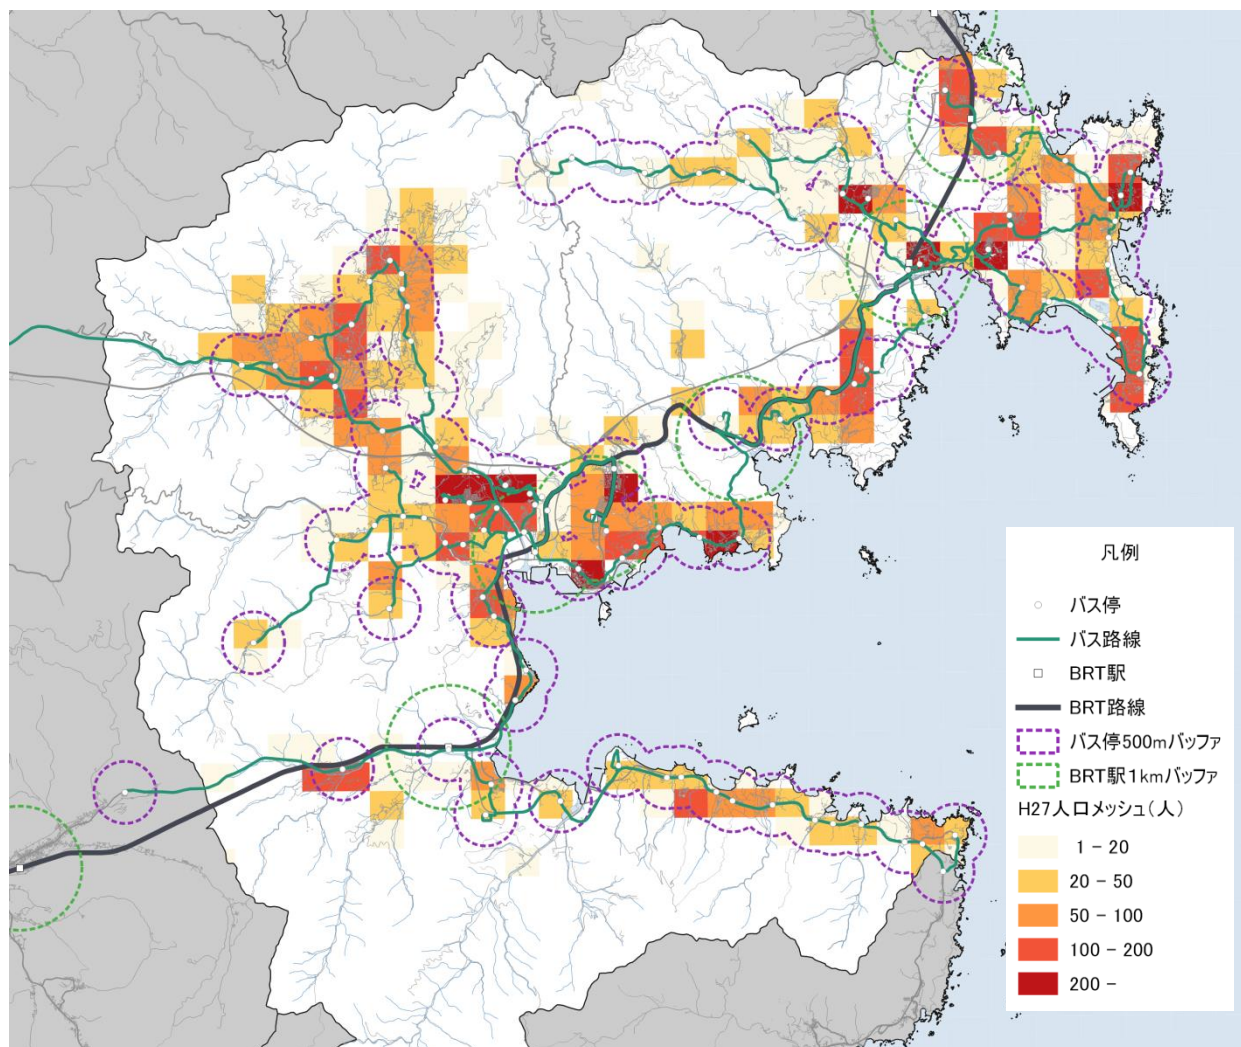 凡例
バス停
バス路線
BRT駅
BRT路線
バス停500mバッファ
BRT駅1kmバッファ
H27人口メッシュ(人)
1 - 20
20 - 50
50 - 100
100 - 200
200 -